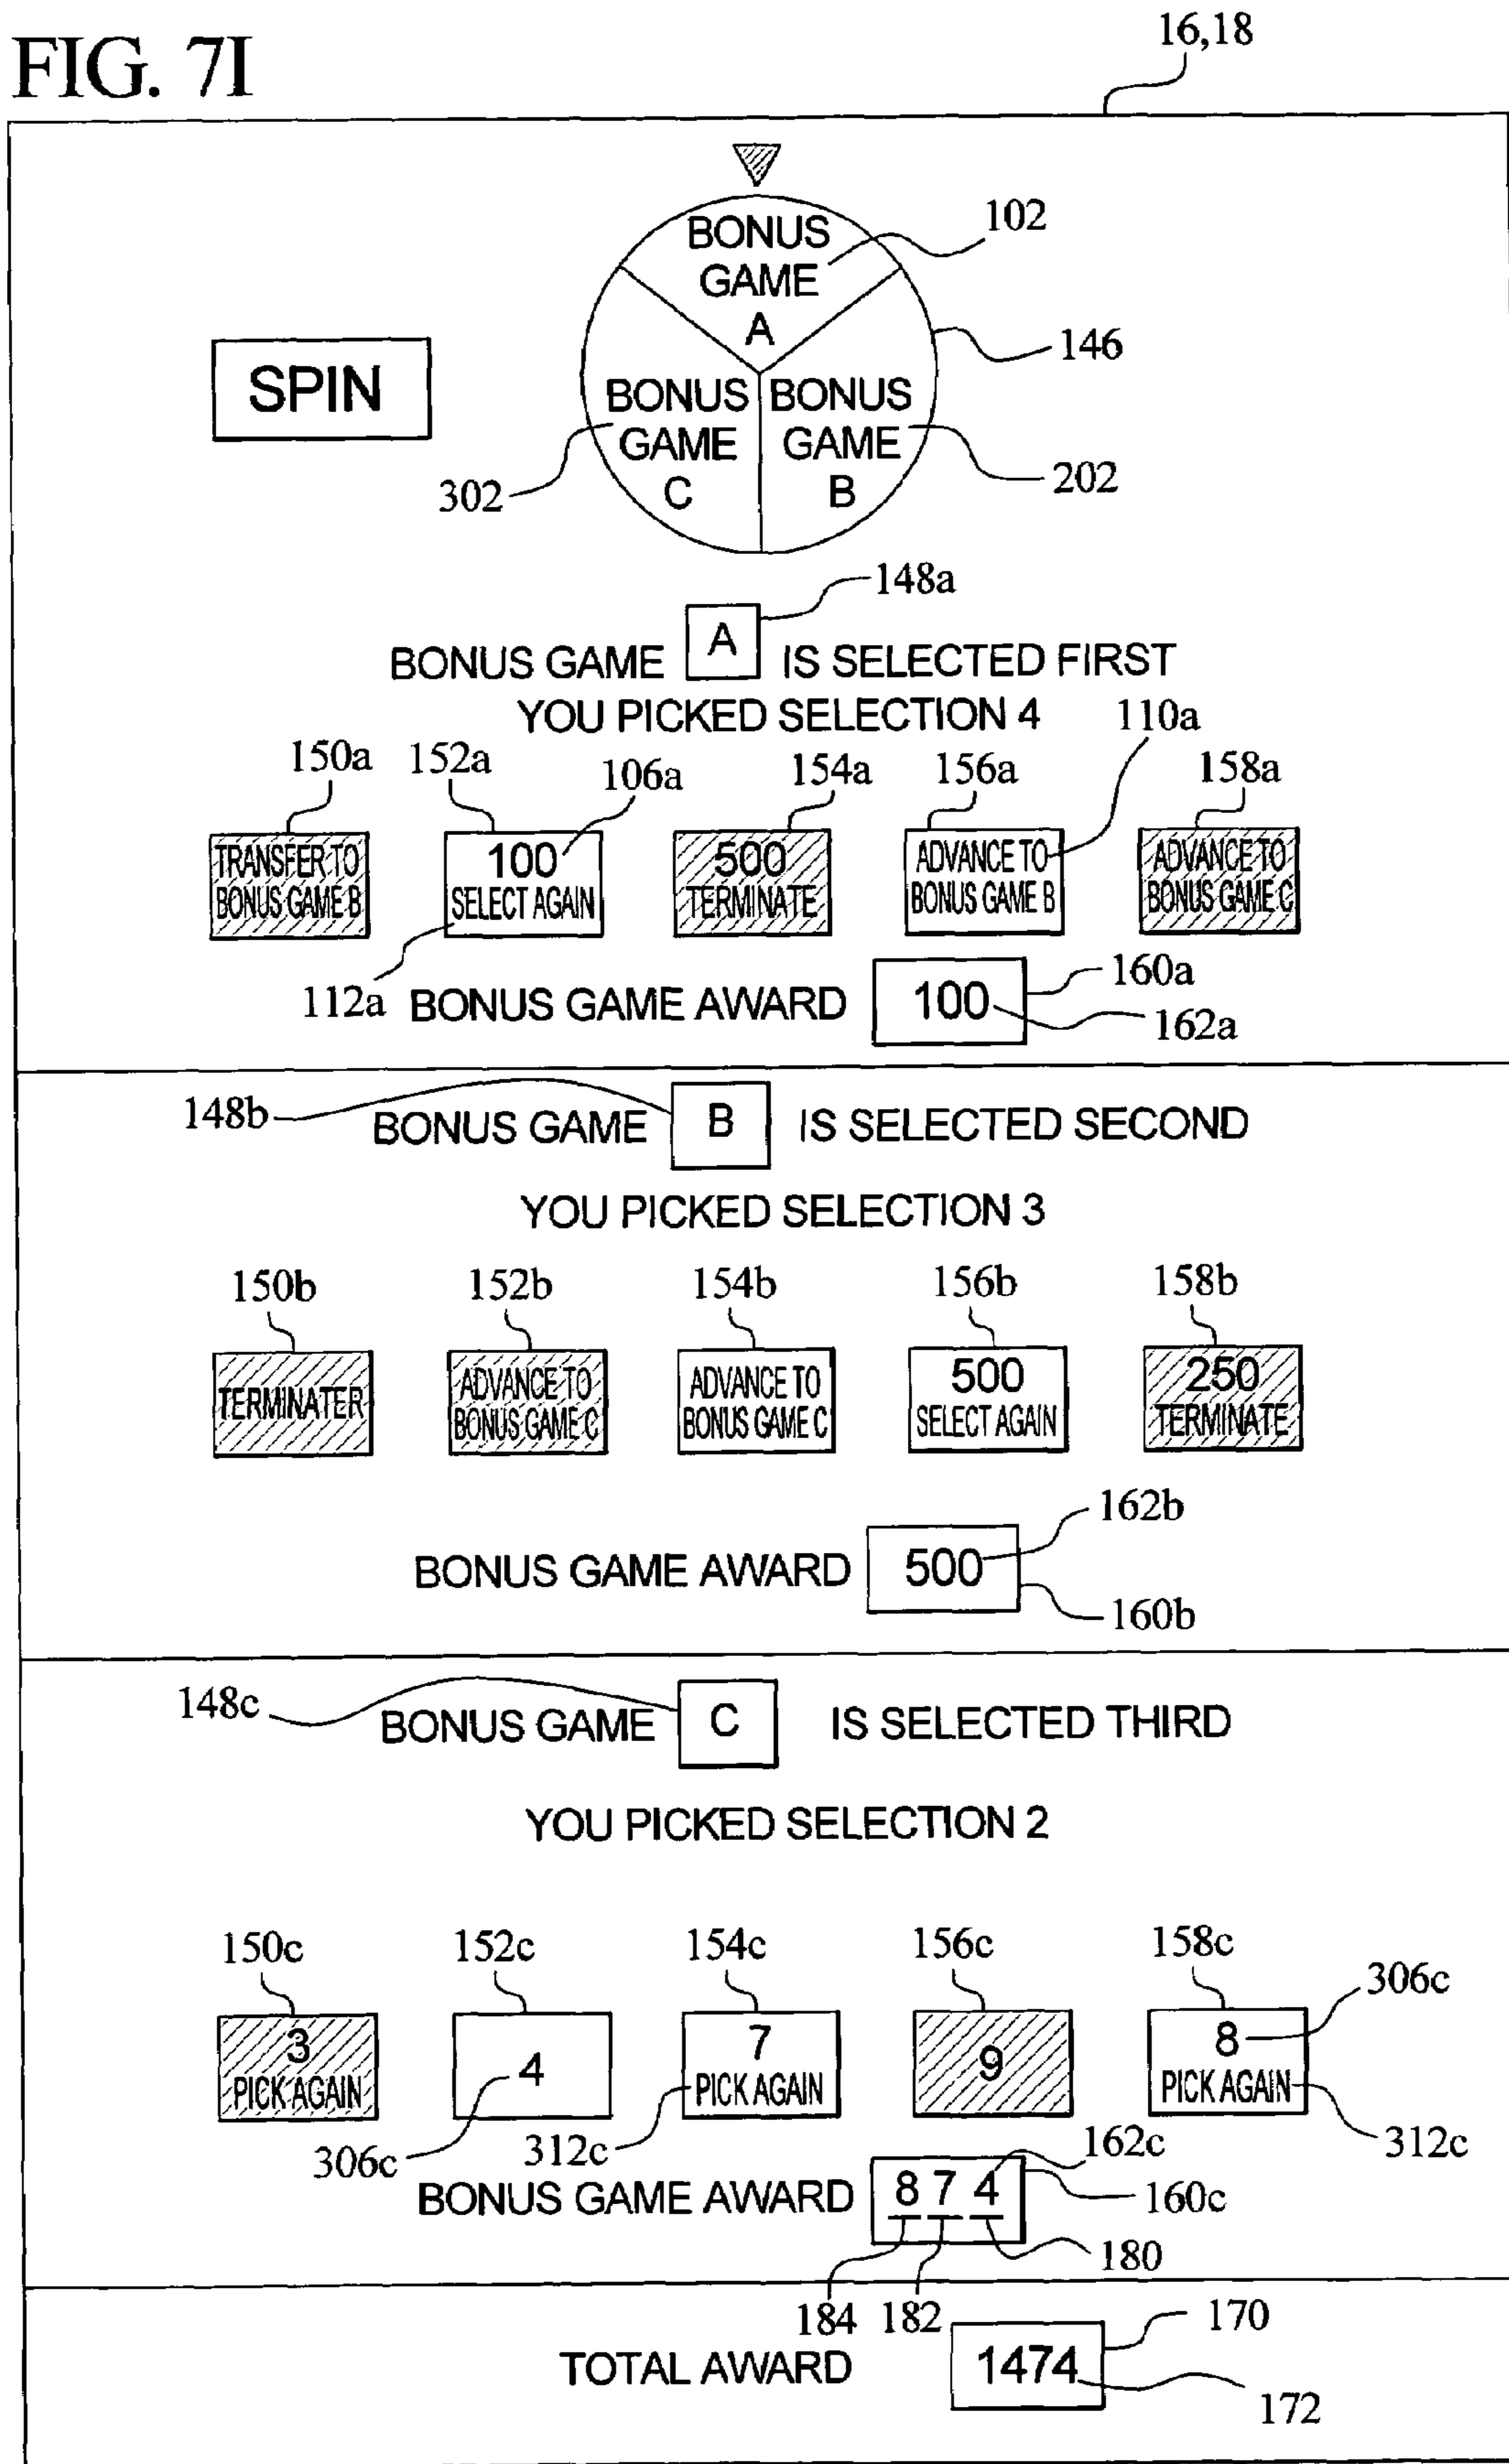 FIG. 7I
16,18
BONUS
GAME
A
102
146
SPIN
BONUS
GAME
C
BONUS
GAME
B
302
202
148a
BONUS GAME A IS SELECTED FIRST
YOU PICKED SELECTION 4
110a
150a 152a 106a 154a 156a 158a
TRANSFER TO
BONUS GAME B
100
SELECT AGAIN
500
TERMINATE
ADVANCE TO
BONUS GAME B
ADVANCE TO
BONUS GAME C
112a
BONUS GAME AWARD 100
160a
162a
148b
BONUS GAME B IS SELECTED SECOND
YOU PICKED SELECTION 3
150b 152b 154b 156b 158b
TERMINATER
ADVANCE TO
BONUS GAME C
ADVANCE TO
BONUS GAME C
500
SELECT AGAIN
250
TERMINATE
162b
BONUS GAME AWARD 500
160b
148c
BONUS GAME C IS SELECTED THIRD
YOU PICKED SELECTION 2
150c 152c 154c 156c 158c
306c
3
PICK AGAIN
4
7
PICK AGAIN
9
8
PICK AGAIN
306c 312c 162c 312c
BONUS GAME AWARD 8 7 4
160c
180
184 182
170
TOTAL AWARD 1474
172